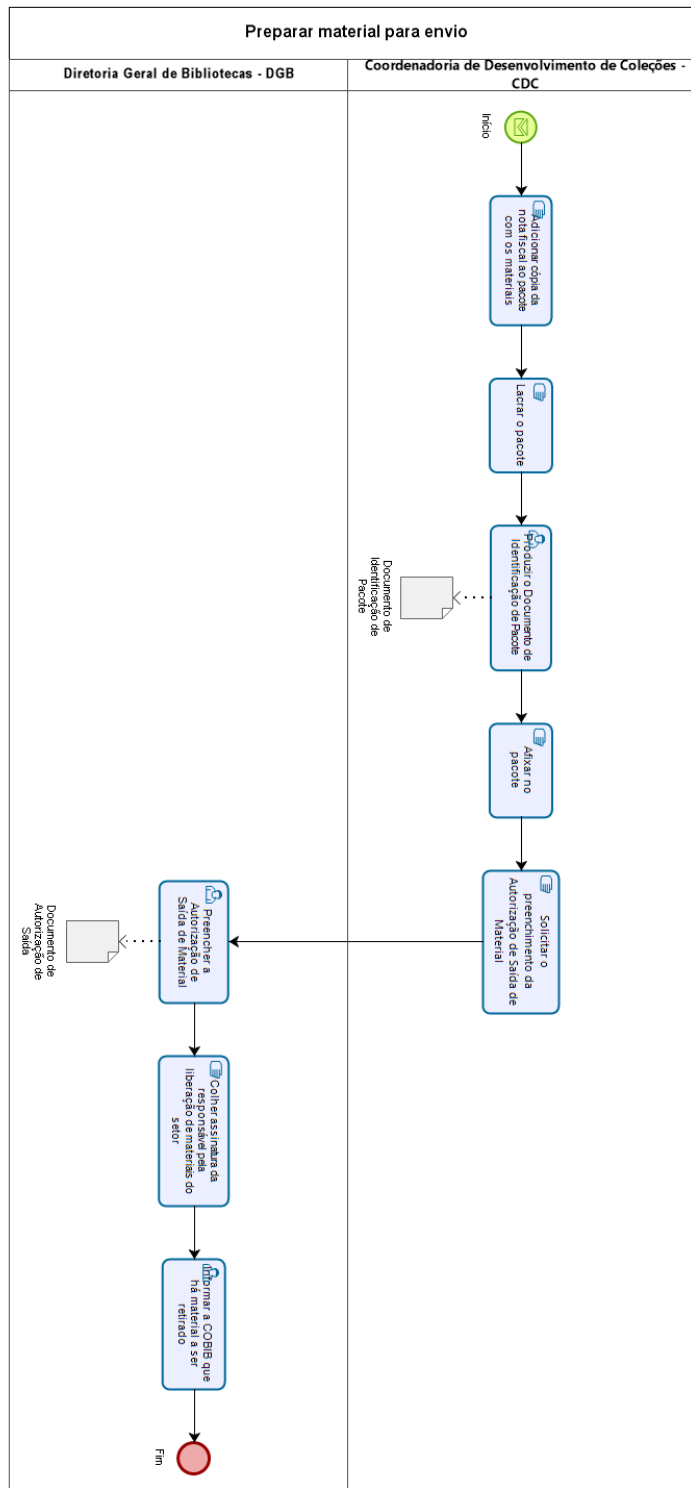 Preparar material para envio
Diretoria Geral de Bibliotecas - DGB
Coordenadoria de Desenvolvimento de Coleções -
CDC
Início
Adicionar cópia da
nota fiscal ao pacote
com os materiais
Lacrar o pacote
Produzir o Documento de
Identificação de Pacote
Documento de
Identificação de
Pacote
Afixar no
pacote
Solicitar o
preenchimento da
Autorização de Saída de
Material
Preencher a
Autorização de
Saída de Material
Documento de
Autorização de
Saída
Colher assinatura da
responsável pela
liberação de materiais do
setor
Informar a COBIB que
há material a ser
retirado
Fim